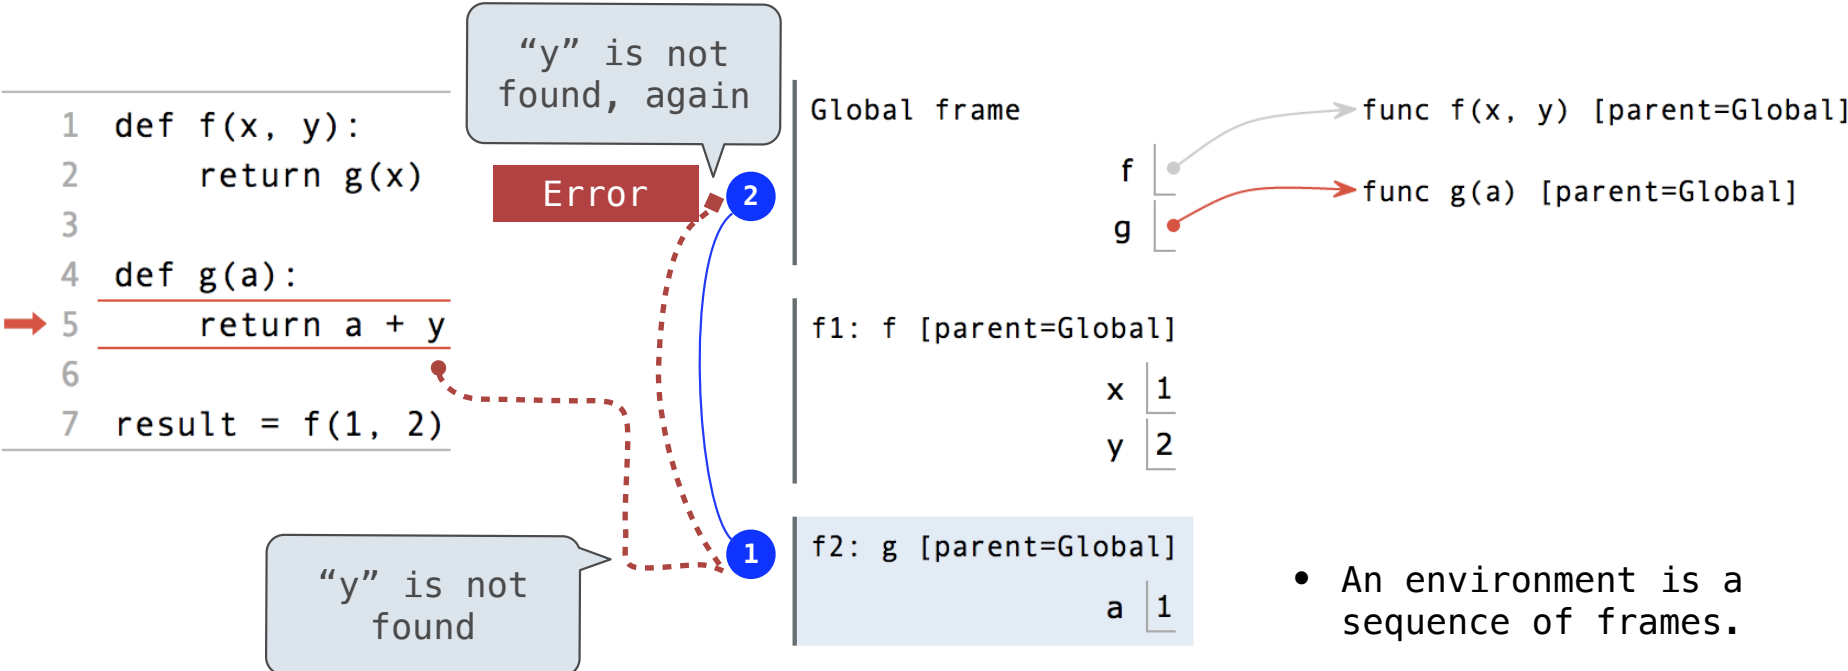 “y” is not
found, again
Error
1 def f(x, y):
2     return g(x)
3
4 def g(a):
5     return a + y
6
7 result = f(1, 2)
“y” is not
found
2
1
Global frame
f
g
func f(x, y) [parent=Global]
func g(a) [parent=Global]
f1: f [parent=Global]
x 1
y 2
f2: g [parent=Global]
a 1
• An environment is a
sequence of frames.